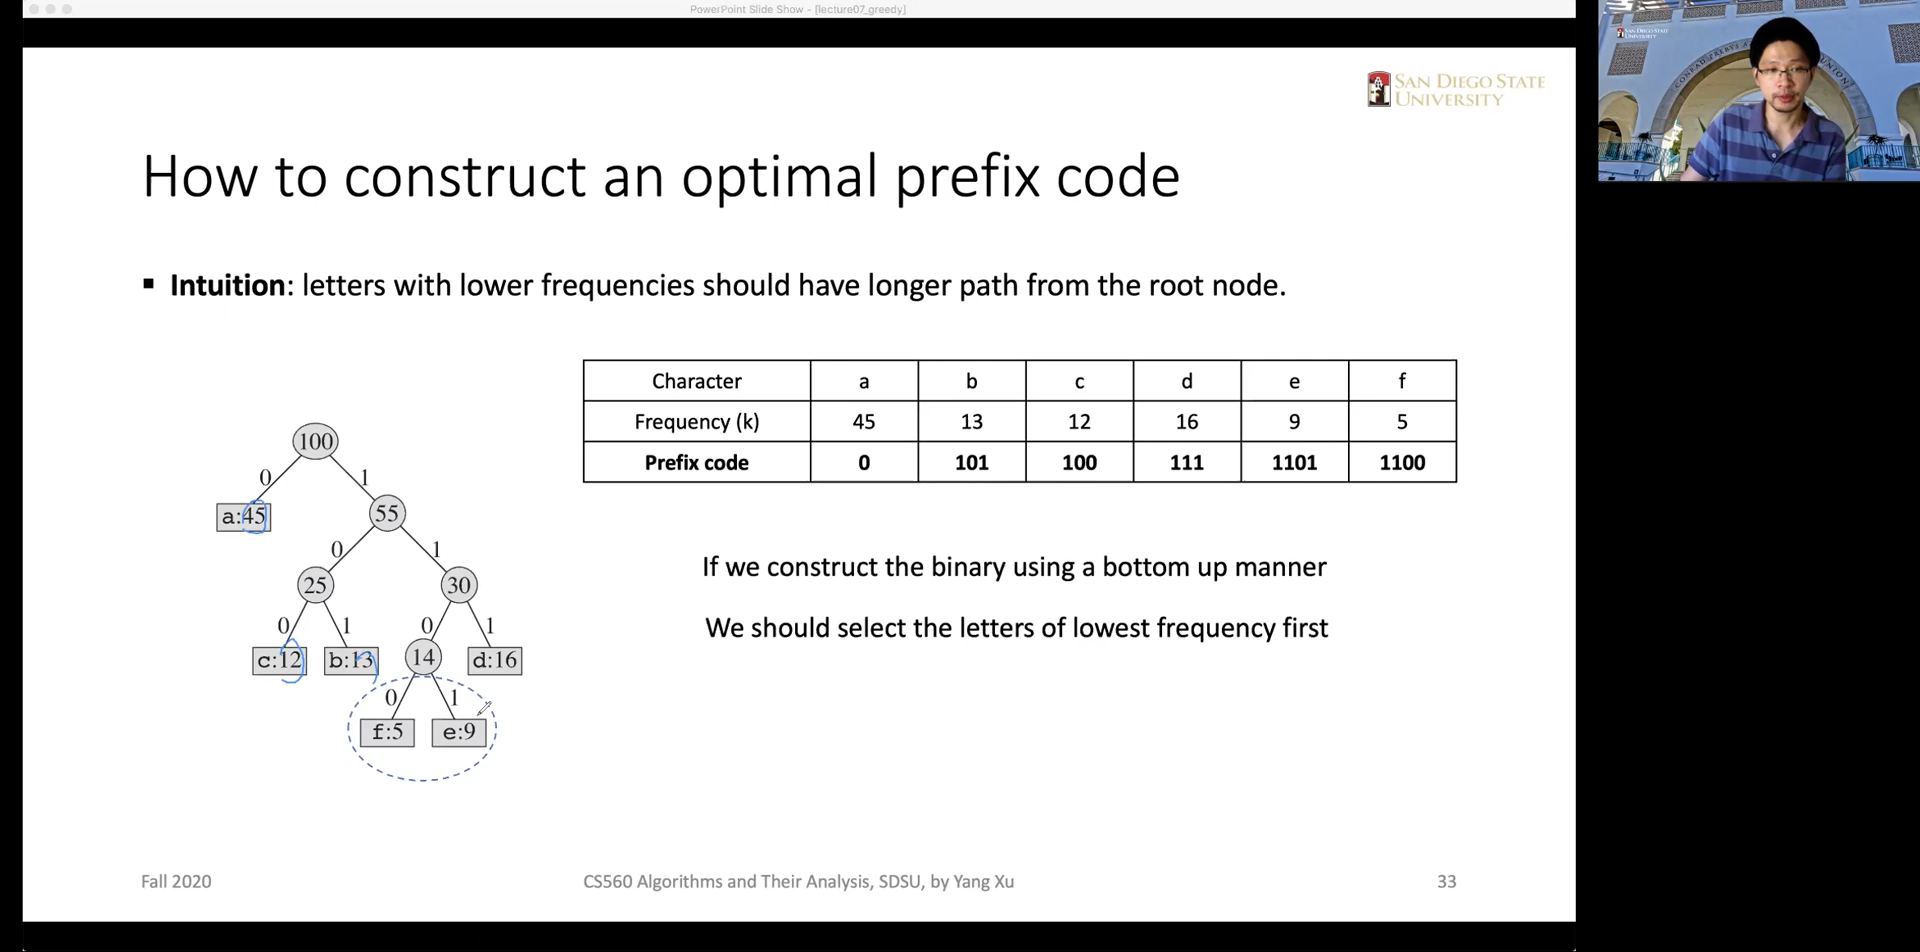 PowerPoint Slide Show - [lecture07_greedy]
SAN DIEGO STATE
UNIVERSITY
SAN DIEGO STATE
UNIVERSITY
How to construct an optimal prefix code
▪ Intuition: letters with lower frequencies should have longer path from the root node.
Character a b c d e f
Frequency (k) 45 13 12 16 9 5
Prefix code 0 101 100 111 1101 1100
100
0 1
a:45 55
0 1
25 30
0 1 0 1
c:12 b:13 14 d:16
0 1
f:5 e:9
If we construct the binary using a bottom up manner
We should select the letters of lowest frequency first
Fall 2020 CS560 Algorithms and Their Analysis, SDSU, by Yang Xu 33